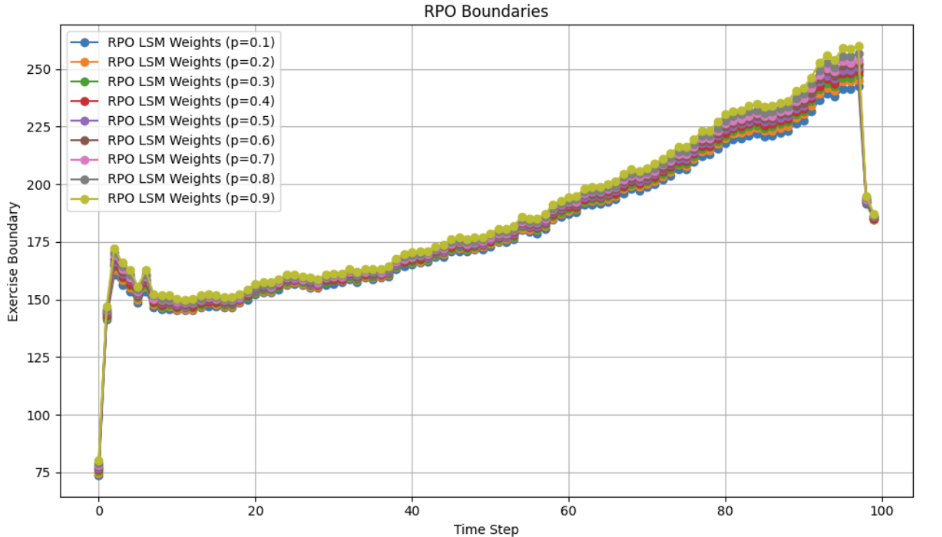 RPO Boundaries
RPO LSM Weights (p=0.1)
RPO LSM Weights (p=0.2)
RPO LSM Weights (p=0.3)
RPO LSM Weights (p=0.4)
RPO LSM Weights (p=0.5)
RPO LSM Weights (p=0.6)
RPO LSM Weights (p=0.7)
RPO LSM Weights (p=0.8)
RPO LSM Weights (p=0.9)
Exercise Boundary
250
225
200
175
150
125
100
75
0
20
40
60
80
100
Time Step